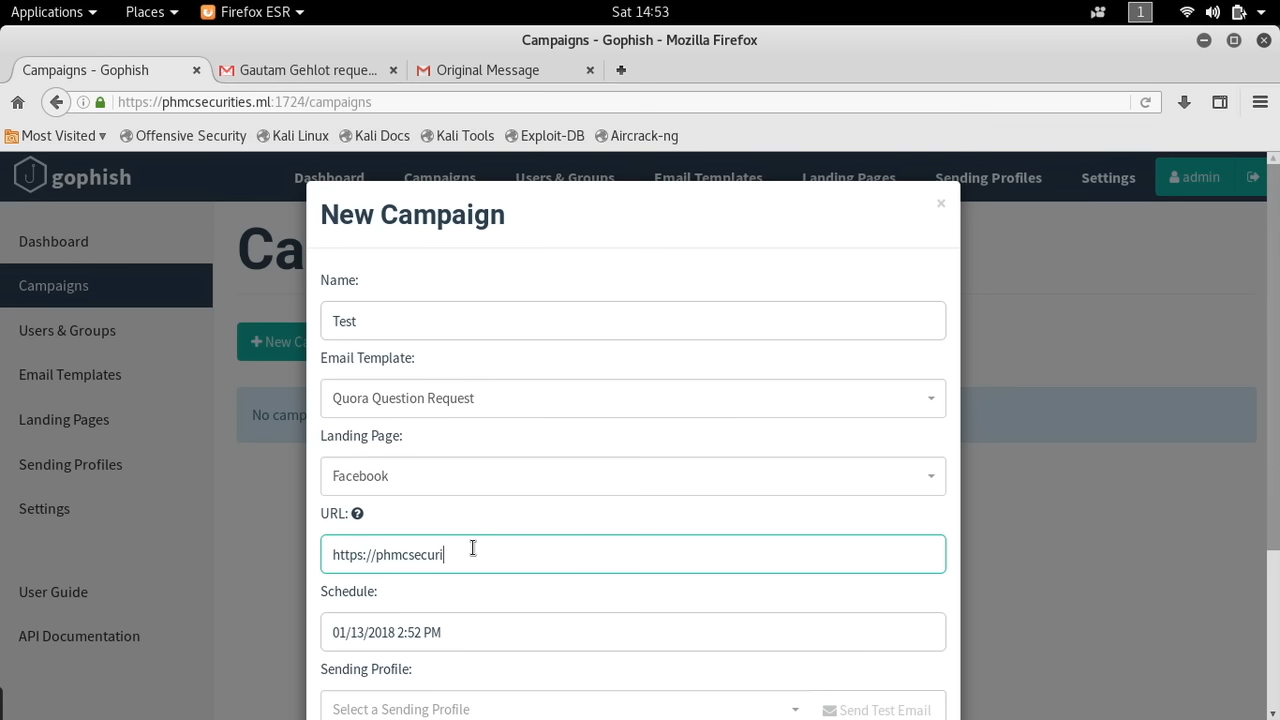 Applications Places Firefox ESR Sat 14:53 1
Campaigns - Gophish - Mozilla Firefox
Campaigns - Gophish Gautam Gehlot reque... Original Message
https://phmcsecurities.ml:1724/campaigns
Most Visited Offensive Security Kali Linux Kali Docs Kali Tools Exploit-DB Aircrack-ng
gophish Dashboard Campaigns Users & Groups Email Templates Landing Pages Sending Profiles Settings admin
New Campaign ×
Dashboard
Campaigns
Users & Groups
Email Templates
Landing Pages
Sending Profiles
Settings
User Guide
API Documentation
Ca
+ New Ca
No camp
Name:
Test
Email Template:
Quora Question Request
Landing Page:
Facebook
URL: ?
https://phmcsecuri
Schedule:
01/13/2018 2:52 PM
Sending Profile:
Select a Sending Profile Send Test Email